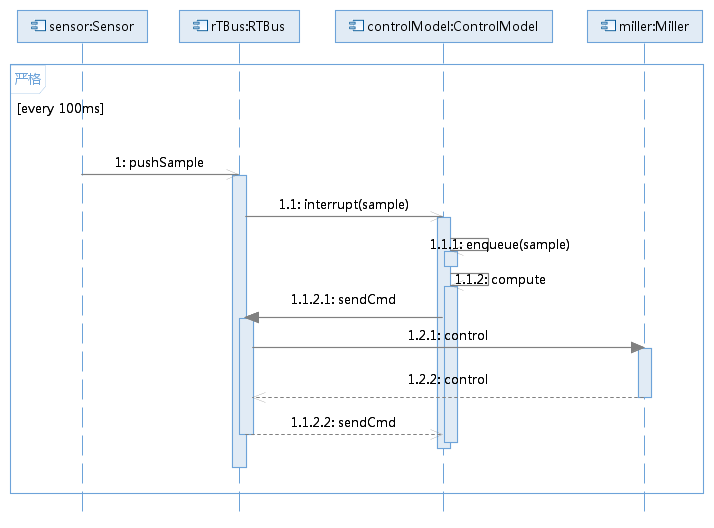 sensor:Sensor
rTBus:RTBus
controlModel:ControlModel
miller:Miller
严格
[every 100ms]
1: pushSample
1.1: interrupt(sample)
1.1.1: enqueue(sample)
1.1.2: compute
1.1.2.1: sendCmd
1.2.1: control
1.2.2: control
1.1.2.2: sendCmd